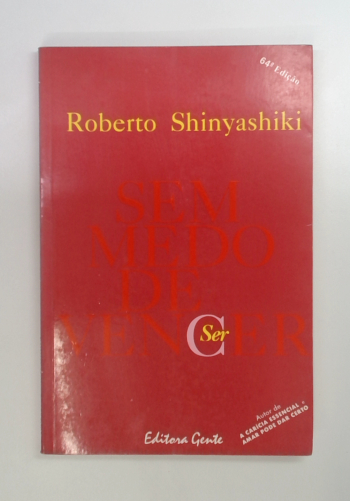 64ª Edição
Roberto Shinyashiki
SEM
MEDO
DE
VENCER
Ser
Editora Gente
Autor de
A CARÍCIA ESSENCIAL e
AMAR PODE DAR CERTO